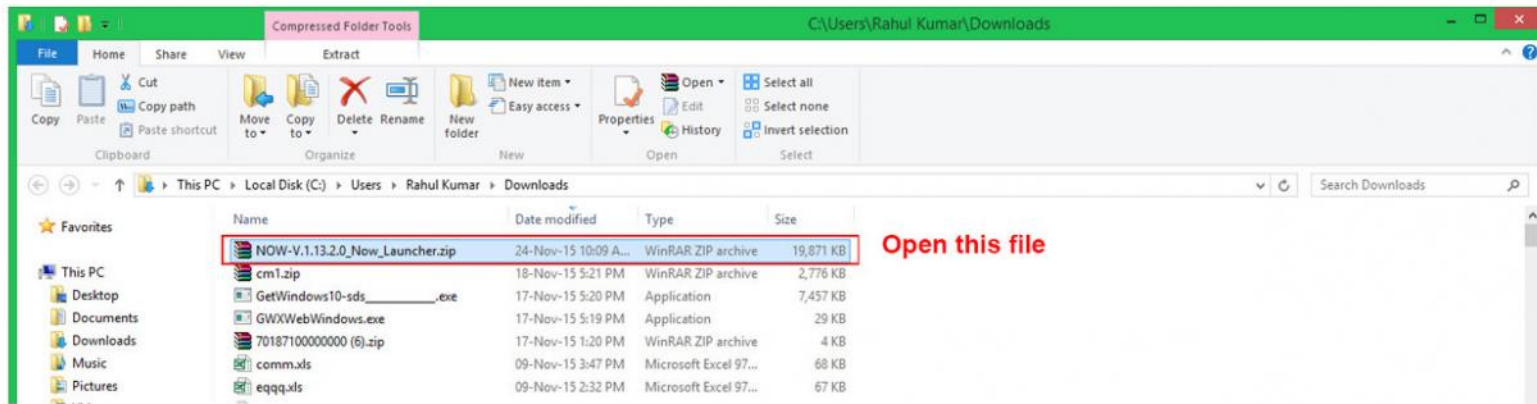 Compressed Folder Tools
C:\Users\Rahul Kumar\Downloads
File Home Share View Extract
Copy
Paste
Cut
Copy path
Paste shortcut
Clipboard
Move to
Copy to
Delete
Rename
Organize
New folder
New item
Easy access
New
Properties
Open
Edit
History
Open
Select all
Select none
Invert selection
Select
This PC Local Disk (C:) Users Rahul Kumar Downloads
Search Downloads
Favorites
This PC
Desktop
Documents
Downloads
Music
Pictures
Name Date modified Type Size
NOW-V.1.13.2.0_Now_Launcher.zip 24-Nov-15 10:09 A... WinRAR ZIP archive 19,871 KB
Open this file
cm1.zip 18-Nov-15 5:21 PM WinRAR ZIP archive 2,776 KB
GetWindows10-sds__________.exe 17-Nov-15 5:20 PM Application 7,457 KB
GWXWebWindows.exe 17-Nov-15 5:19 PM Application 29 KB
70187100000000 (6).zip 17-Nov-15 1:20 PM WinRAR ZIP archive 4 KB
comm.xls 09-Nov-15 3:47 PM Microsoft Excel 97... 68 KB
eqqq.xls 09-Nov-15 2:32 PM Microsoft Excel 97... 67 KB